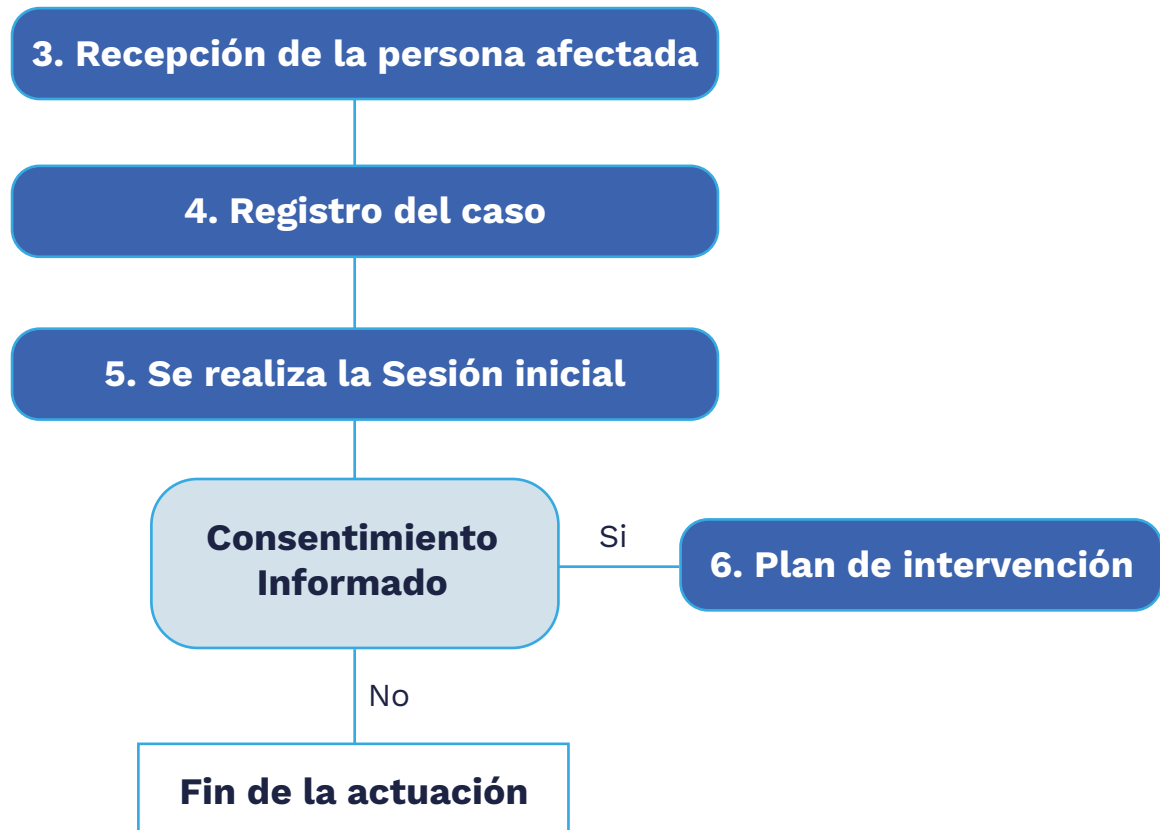 3. Recepción de la persona afectada
4. Registro del caso
5. Se realiza la Sesión inicial
Consentimiento
Informado
Si
6. Plan de intervención
No
Fin de la actuación